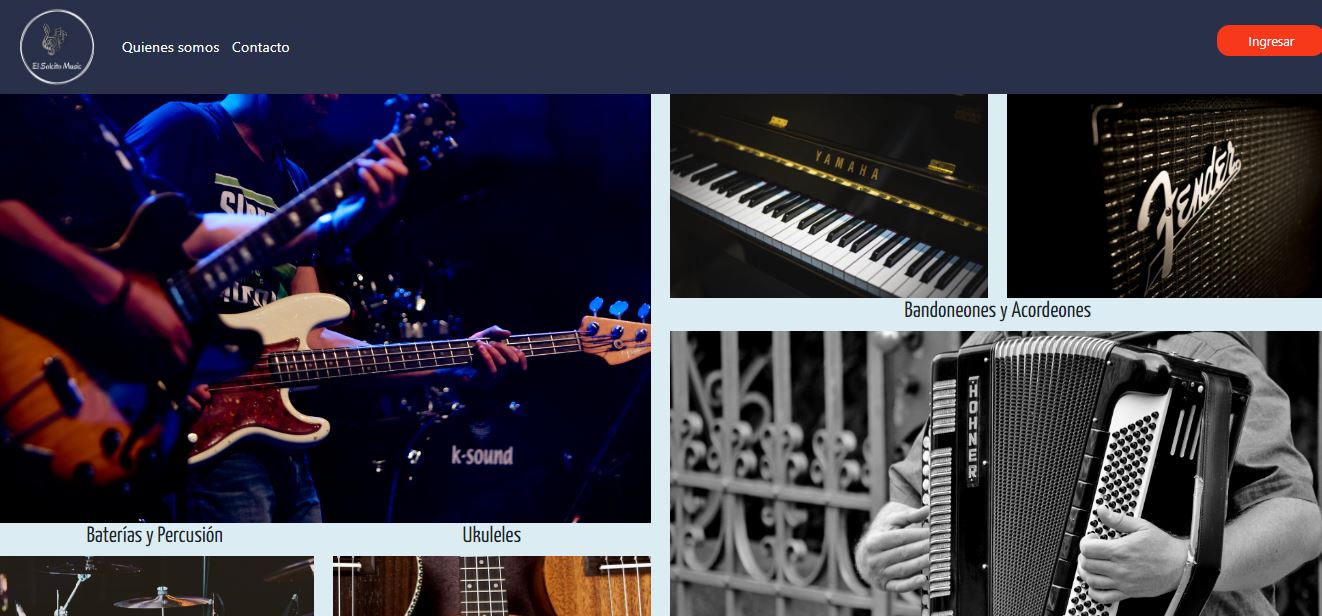 El Solcito Music
Quienes somos
Contacto
Ingresar
YAMAHA
Fender
k-sound
Bandoneones y Acordeones
HOHNER
Baterías y Percusión
Ukuleles